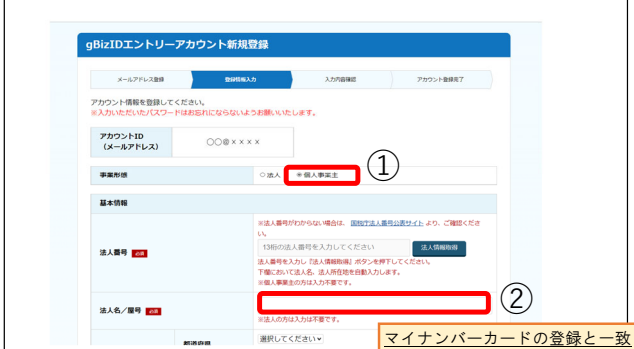 gBizIDエントリーアカウント新規登録
メールアドレス登録 登録情報入力 入力内容確認 アカウント登録完了
アカウント情報を登録してください。
※入力いただいたパスワードはお忘れにならないようお願いいたします。
アカウントID
(メールアドレス)
○○@××××
事業形態
法人 個人事業主
①
基本情報
※法人番号がわからない場合は、 国税庁法人番号公表サイト より、ご確認くださ
い。
法人番号 必須
13桁の法人番号を入力してください 法人情報取得
法人番号を入力し『法人情報取得』ボタンを押下してください。
下欄において法人名、法人所在地を自動入力します。
※個人事業主の方は入力不要です。
法人名/屋号 必須
②
※法人の方は入力は不要です。
都道府県 選択してください
マイナンバーカードの登録と一致